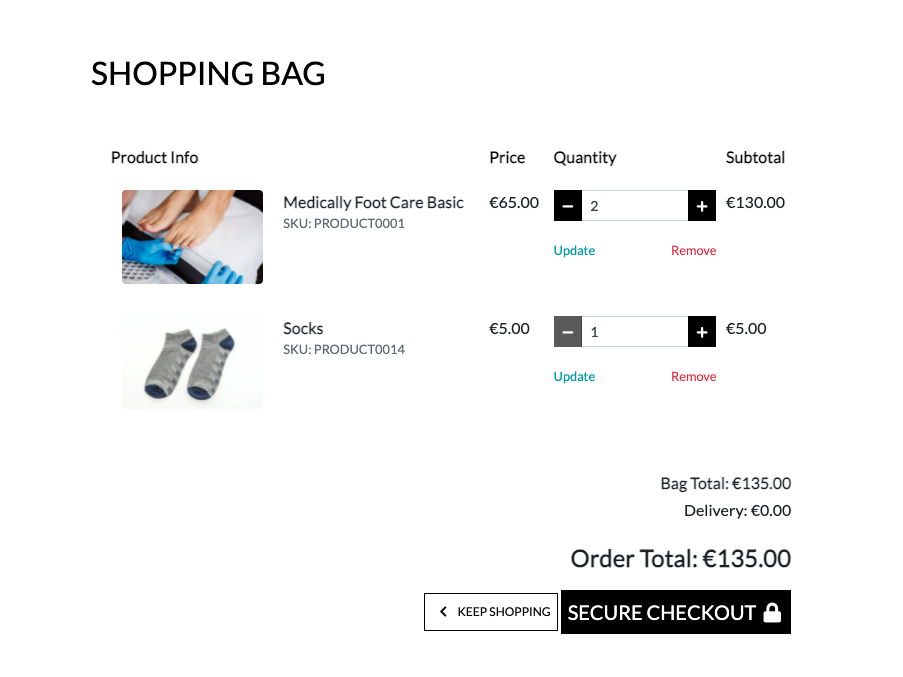 SHOPPING BAG
Product Info Price Quantity Subtotal
Medically Foot Care Basic €65.00 2 €130.00
SKU: PRODUCT0001
Update Remove
Socks €5.00 1 €5.00
SKU: PRODUCT0014
Update Remove
Bag Total: €135.00
Delivery: €0.00
Order Total: €135.00
KEEP SHOPPING SECURE CHECKOUT